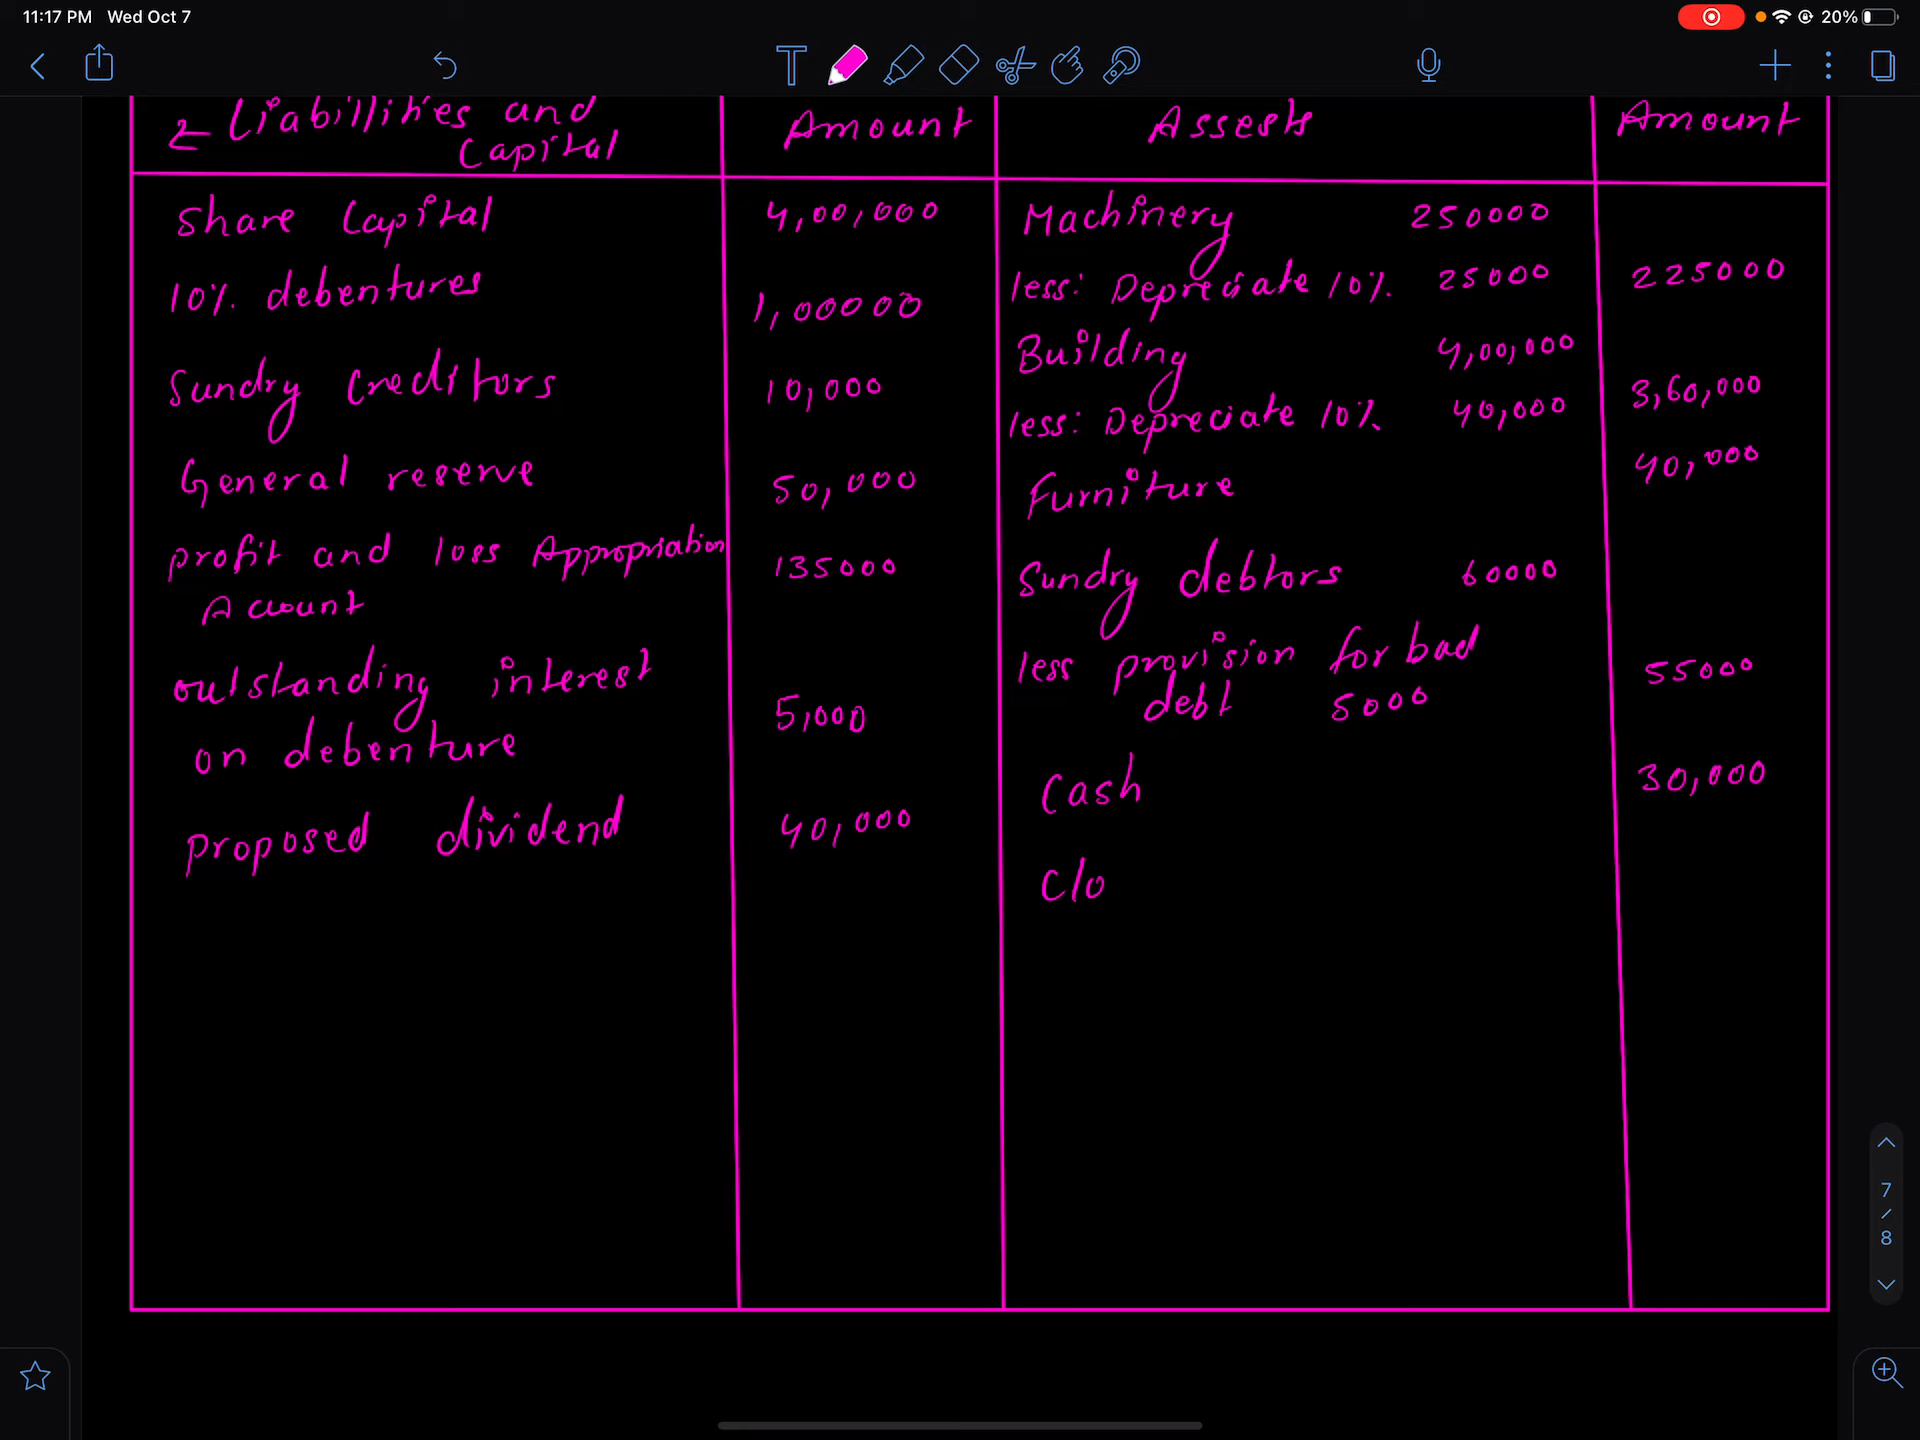 11:17 PM Wed Oct 7
20%
Liabillities and Capital
Amount
Assests
Amount
Share Capital 4,00,000
Machinery 250000
10% debentures 1,00000
less: Depreciate 10% 25000 225000
Building 4,00,000
Sundry Creditors 10,000
less: Depreciate 10% 40,000 3,60,000
General reserve 50,000
Furniture 40,000
profit and loss Appropriation 135000
Account
Sundry debtors 60000
outstanding interest
on debenture 5,000
less provision for bad
debt 5000 55000
Cash 30,000
proposed dividend 40,000
C/o
7
/
8